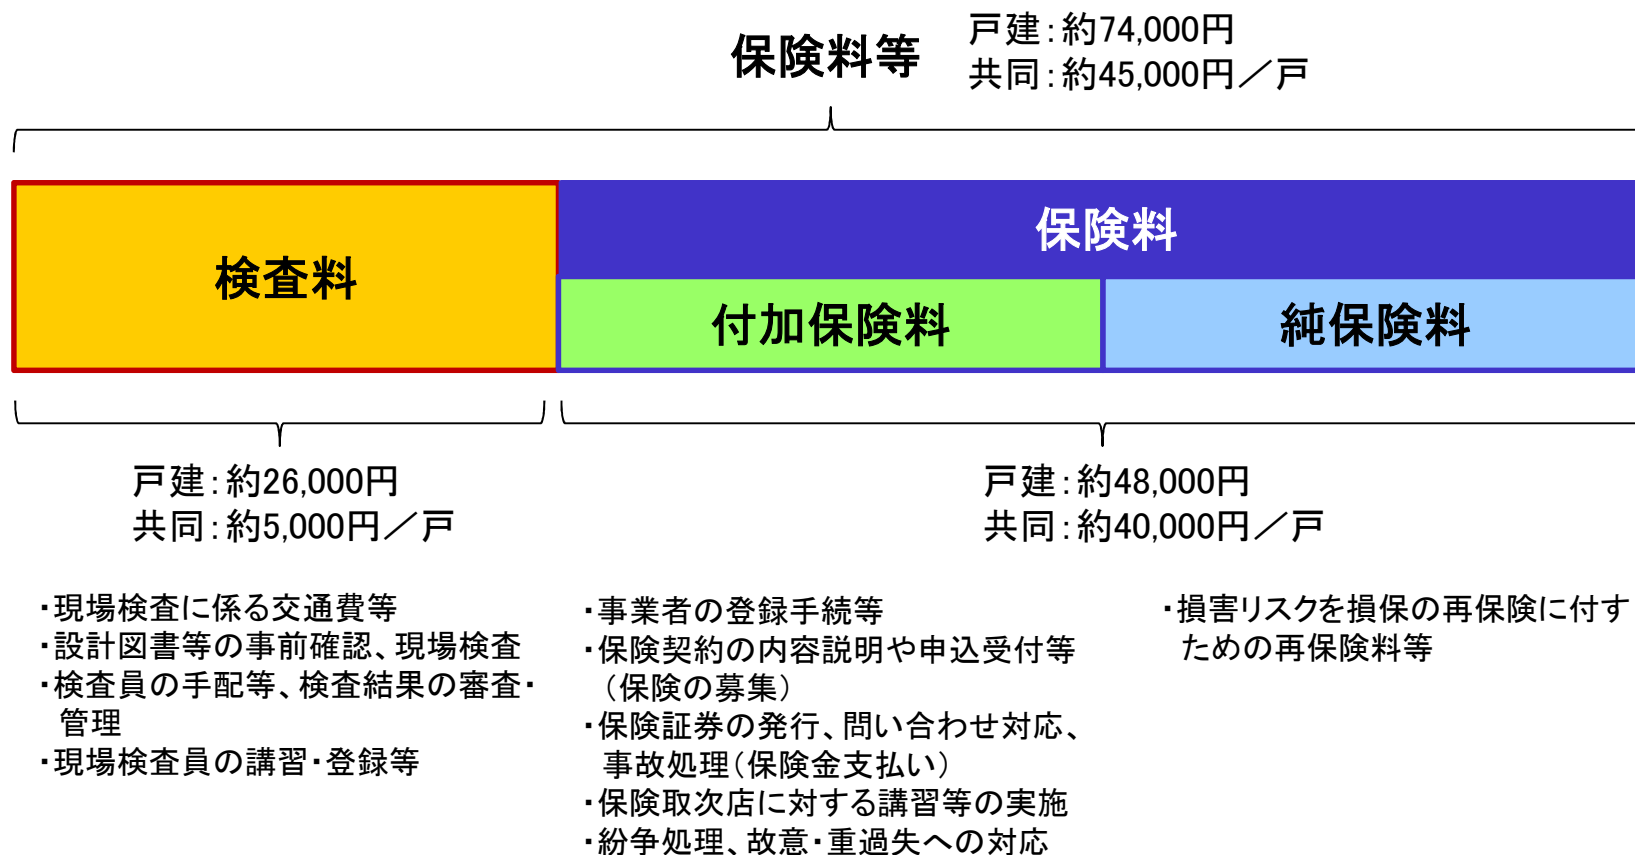 保険料等
戸建：約74,000円
共同：約45,000円／戸
検査料
保険料
付加保険料
純保険料
戸建：約26,000円
共同：約5,000円／戸
戸建：約48,000円
共同：約40,000円／戸
・現場検査に係る交通費等
・設計図書等の事前確認、現場検査
・検査員の手配等、検査結果の審査・
管理
・現場検査員の講習・登録等
・事業者の登録手続等
・保険契約の内容説明や申込受付等
（保険の募集）
・保険証券の発行、問い合わせ対応、
事故処理（保険金支払い）
・保険取次店に対する講習等の実施
・紛争処理、故意・重過失への対応
・損害リスクを損保の再保険に付す
ための再保険料等